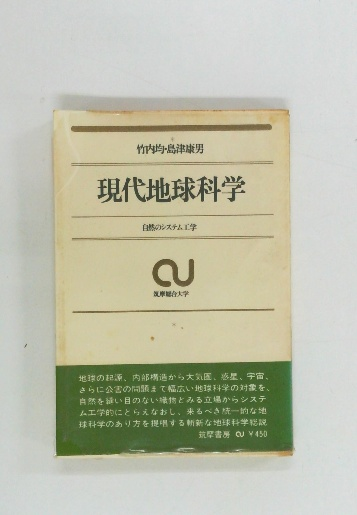 竹内均・島津康男
現代地球科学
自然のシステム工学
筑摩総合大学
地球の起源、内部構造から大気圏、惑星、宇宙、
さらに公害の問題まで幅広い地球科学の対象を、
自然を縫い目のない織物とみる立場からシステ
ム工学的にとらえなおし、来るべき統一的な地
球科学のあり方を提唱する斬新な地球科学総説
筑摩書房 ¥450